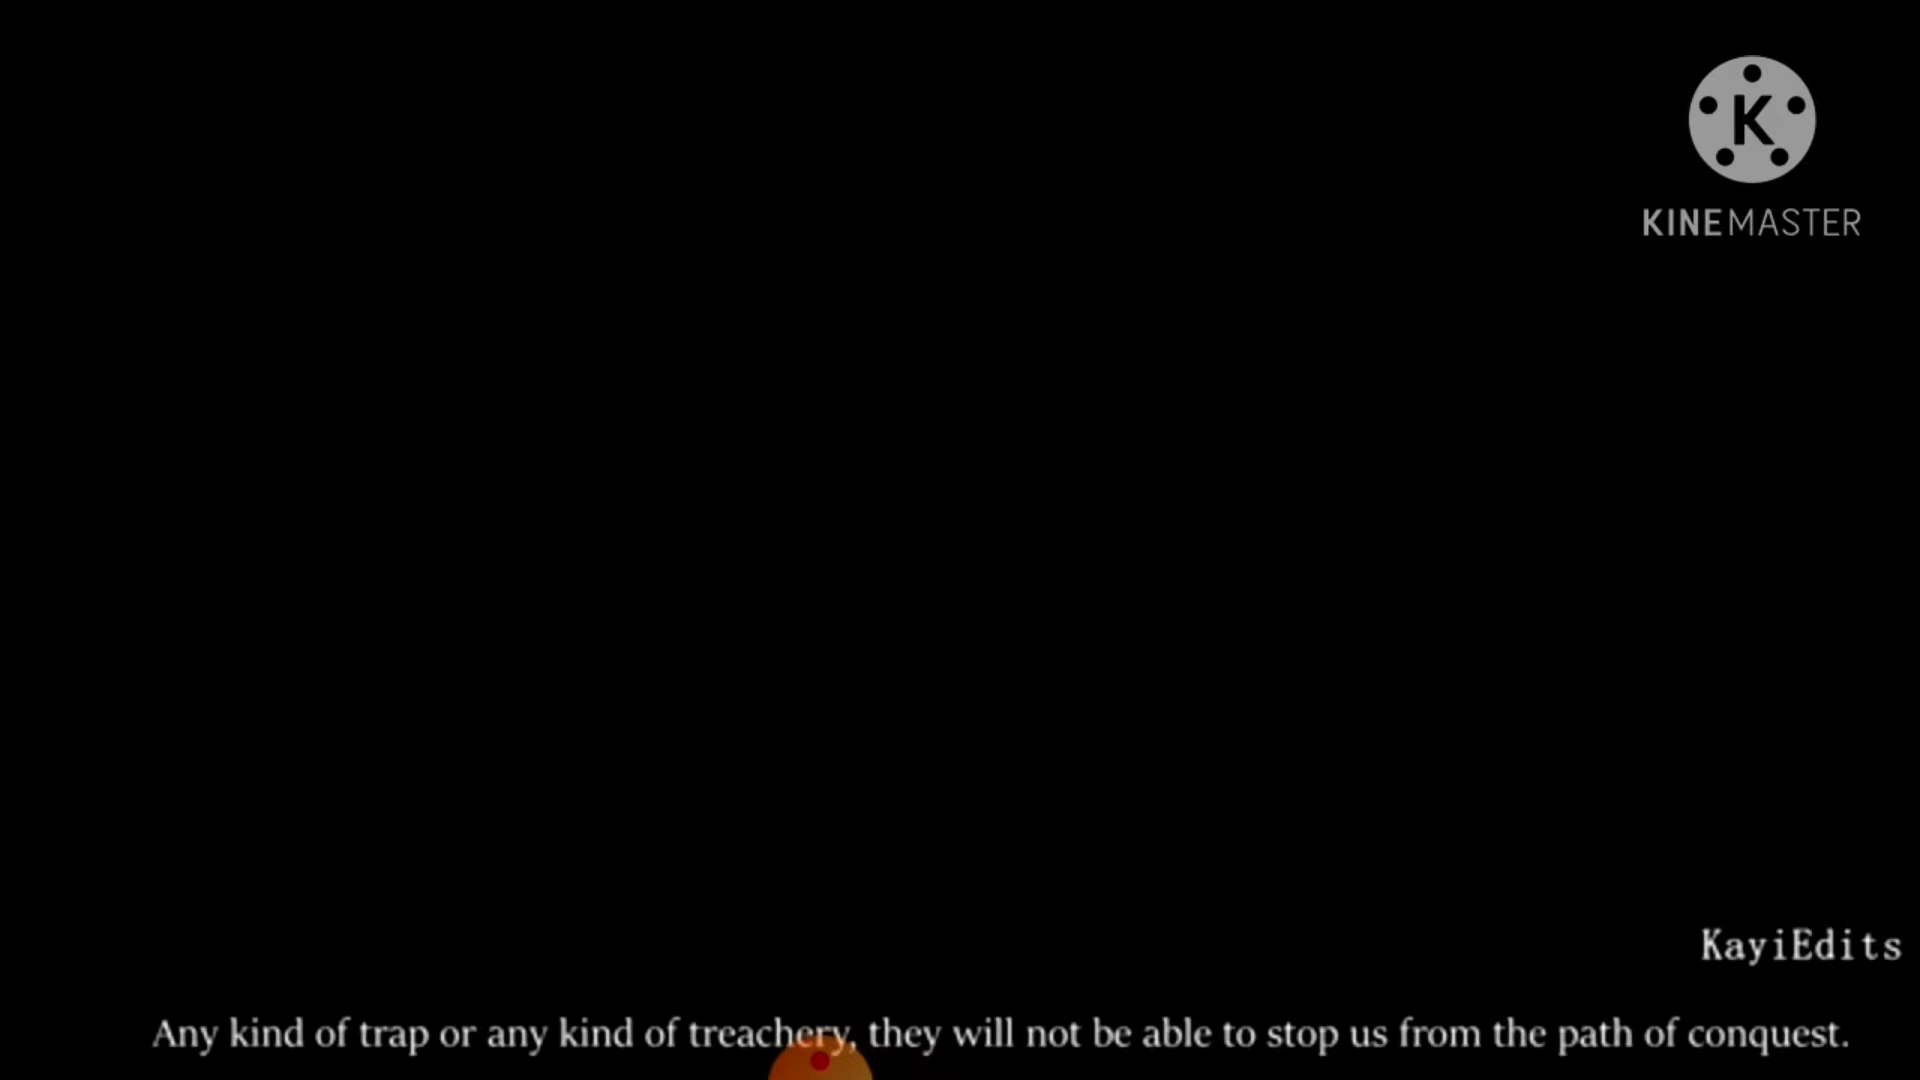 K
KINEMASTER
KayiEdits
Any kind of trap or any kind of treachery, they will not be able to stop us from the path of conquest.